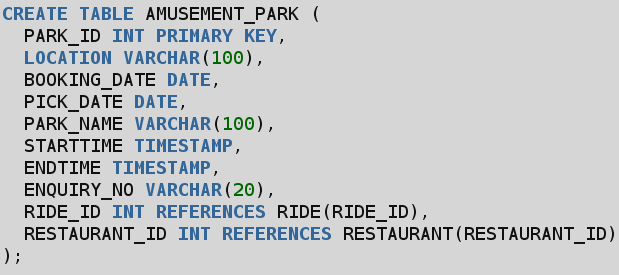 CREATE TABLE AMUSEMENT_PARK (
  PARK_ID INT PRIMARY KEY,
  LOCATION VARCHAR(100),
  BOOKING_DATE DATE,
  PICK_DATE DATE,
  PARK_NAME VARCHAR(100),
  STARTTIME TIMESTAMP,
  ENDTIME TIMESTAMP,
  ENQUIRY_NO VARCHAR(20),
  RIDE_ID INT REFERENCES RIDE(RIDE_ID),
  RESTAURANT_ID INT REFERENCES RESTAURANT(RESTAURANT_ID)
);